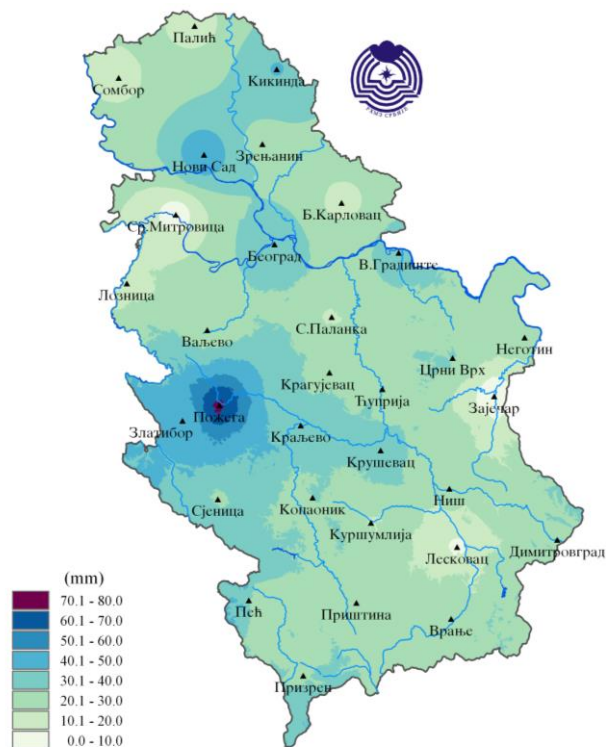 Палић
Кикинда
Сомбор
РХМЗ СРБИЈЕ
Зрењанин
Нови Сад
Б.Карловац
Ср.Митровица
Београд
В.Градиште
Лозница
С.Паланка
Ваљево
Неготин
Црни Врх
Крагујевац
Ћуприја
Зајечар
Пожега
Златибор
Краљево
Крушевац
Ниш
Сјеница
Копаоник
Куршумлија
Димитровград
Лесковац
(mm)
70.1 - 80.0
60.1 - 70.0
50.1 - 60.0
40.1 - 50.0
30.1 - 40.0
20.1 - 30.0
10.1 - 20.0
0.0 - 10.0
Пећ
Приштина
Врање
Призрен